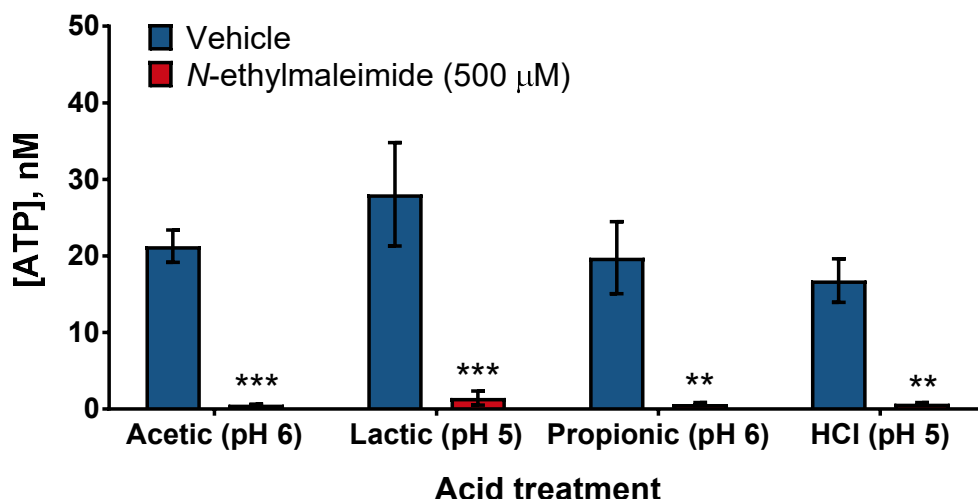 50
40
30
20
10
0
[ATP], nM
Vehicle
N-ethylmaleimide (500 μM)
***
***
**
**
Acetic (pH 6)
Lactic (pH 5)
Propionic (pH 6)
HCl (pH 5)
Acid treatment